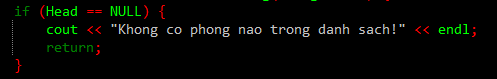 if (Head == NULL) {
    cout << "Khong co phong nao trong danh sach!" << endl;
    return;
}